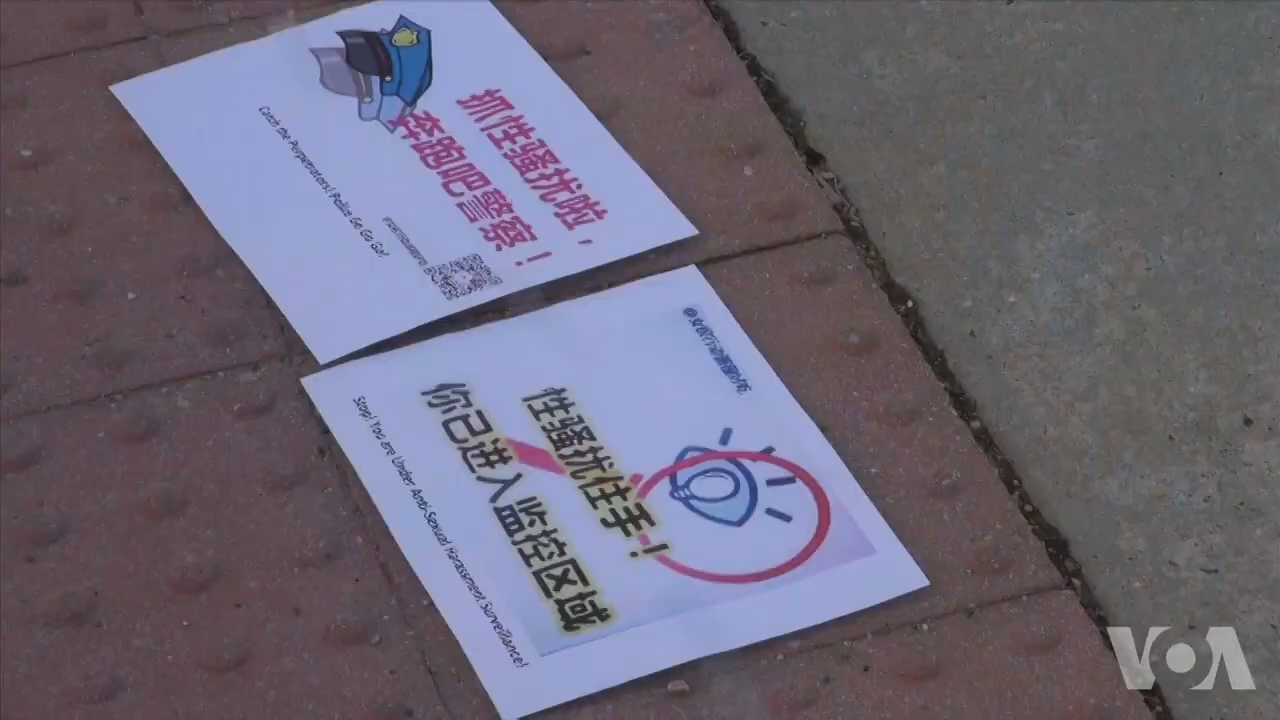 抓性骚扰啦，
奔跑吧警察！
Catch the Perpetrators! Police Go Go Go!
性骚扰住手！
你已进入监控区域
Stop! You are Under Anti-Sexual Harassment Surveillance!
VOA